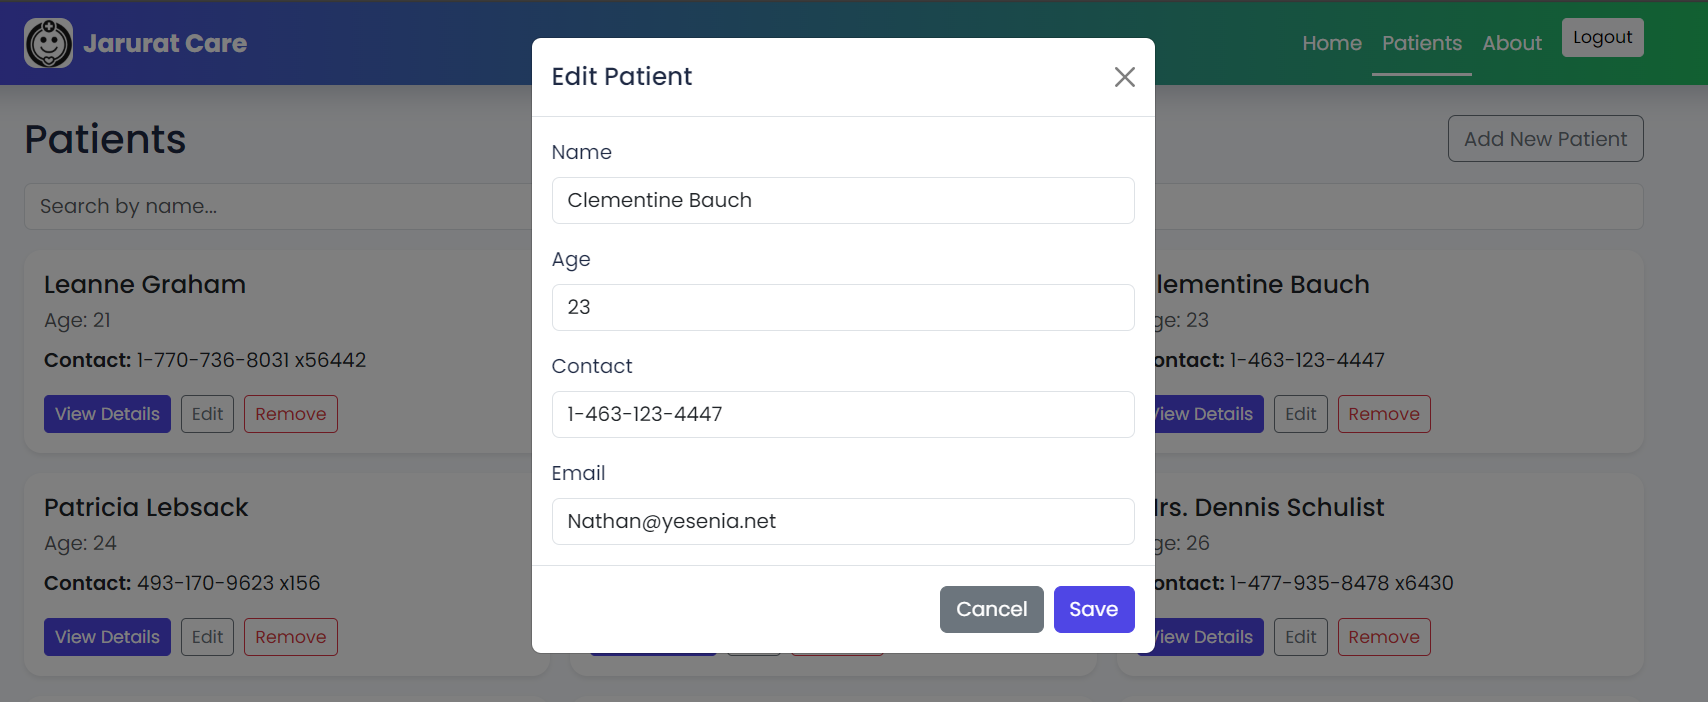 Jarurat Care
Home Patients About Logout
Patients
Add New Patient
Search by name...
Leanne Graham
Age: 21
Contact: 1-770-736-8031 x56442
View Details Edit Remove
Patricia Lebsack
Age: 24
Contact: 493-170-9623 x156
View Details Edit Remove
Edit Patient
Name
Clementine Bauch
Age
23
Contact
1-463-123-4447
Email
Nathan@yesenia.net
Cancel Save
lementine Bauch
ge: 23
ontact: 1-463-123-4447
View Details Edit Remove
rs. Dennis Schulist
ge: 26
ontact: 1-477-935-8478 x6430
View Details Edit Remove